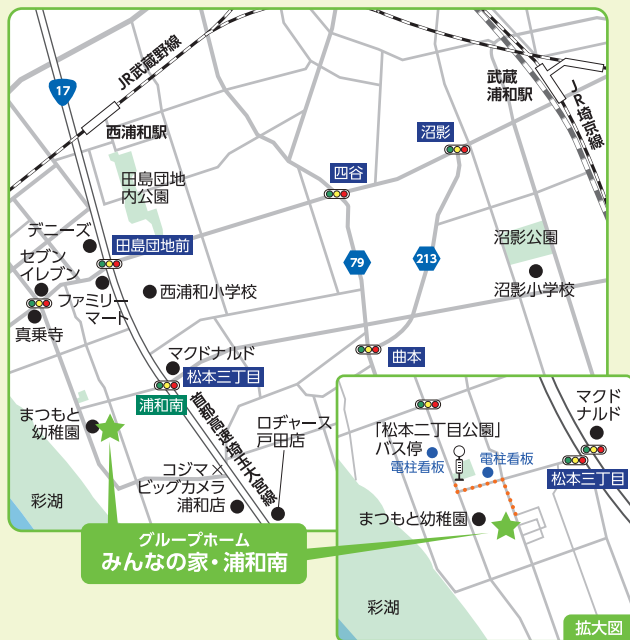 JR武蔵野線
17
西浦和駅
武蔵
浦和駅
JR埼京線
沼影
四谷
田島団地
内公園
デニーズ
田島団地前
セブン
イレブン
ファミリー
マート
西浦和小学校
真乗寺
79
213
沼影公園
沼影小学校
マクドナルド
松本三丁目
浦和南
曲本
首都高速埼玉大宮線
まつもと
幼稚園
ロヂャース
戸田店
コジマ×
ビッグカメラ
浦和店
彩湖
グループホーム
みんなの家・浦和南
マクド
ナルド
「松本二丁目公園」
バス停
電柱看板
電柱看板
松本三丁目
まつもと幼稚園
彩湖
拡大図